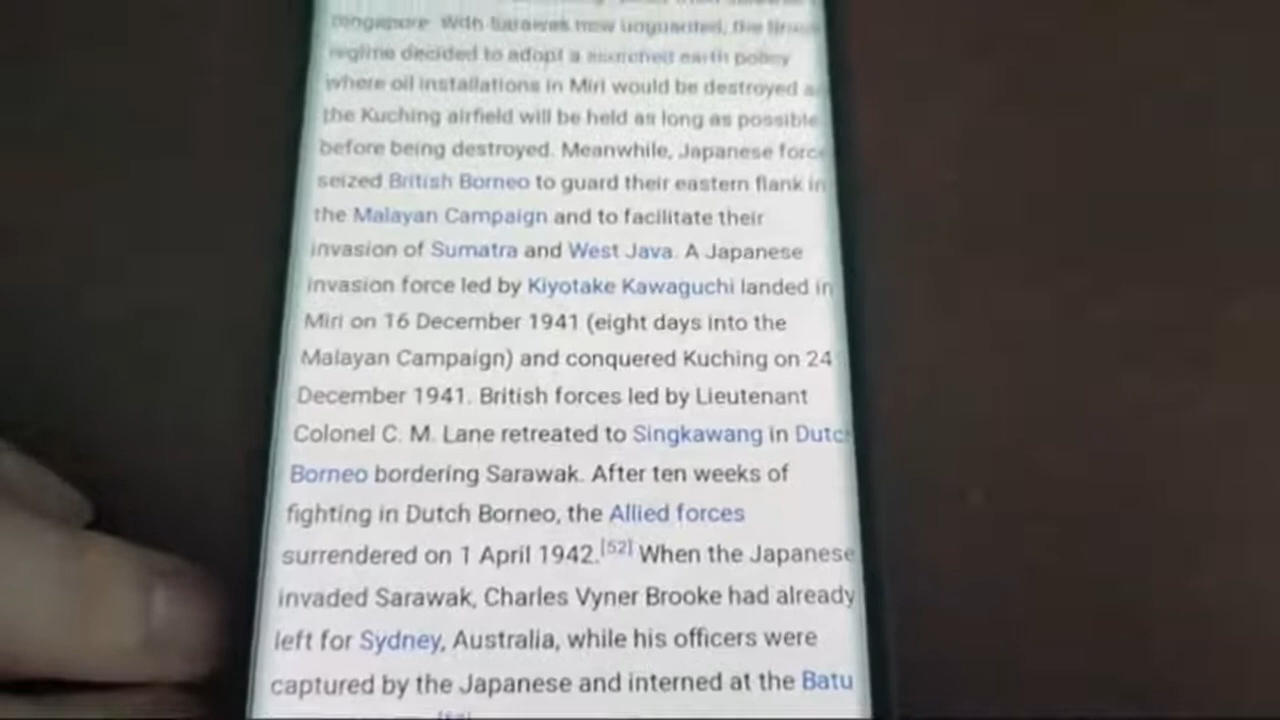 regime decided to adopt a scorched earth policy
where oil installations in Miri would be destroyed
the Kuching airfield will be held as long as possible
before being destroyed. Meanwhile, Japanese
seized British Borneo to guard their eastern flank in
the Malayan Campaign and to facilitate their
invasion of Sumatra and West Java. A Japanese
invasion force led by Kiyotake Kawaguchi landed in
Miri on 16 December 1941 (eight days into the
Malayan Campaign) and conquered Kuching on 24
December 1941. British forces led by Lieutenant
Colonel C. M. Lane retreated to Singkawang in
Borneo bordering Sarawak. After ten weeks of
fighting in Dutch Borneo, the Allied forces
surrendered on 1 April 1942.[52] When the Japanese
invaded Sarawak, Charles Vyner Brooke had already
left for Sydney, Australia, while his officers were
captured by the Japanese and interned at the Batu